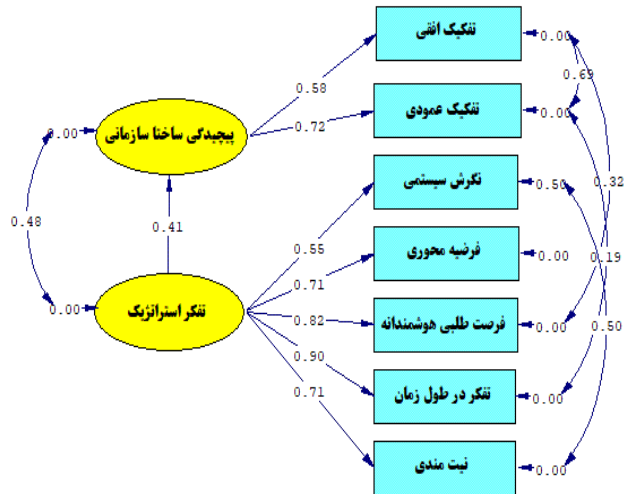 تفکیک افقی
0.00
0.69
0.58
پیچیدگی ساختا سازمانی
0.00
0.72
تفکیک عمودی
0.00
نگرش سیستمی
0.50
0.32
0.48
0.41
0.55
فرضیه محوری
0.00
0.19
0.71
0.00
تفکر استراتژیک
0.82
فرصت طلبی هوشمندانه
0.00
0.50
0.90
تفکر در طول زمان
0.00
0.71
نیت مندی
0.00